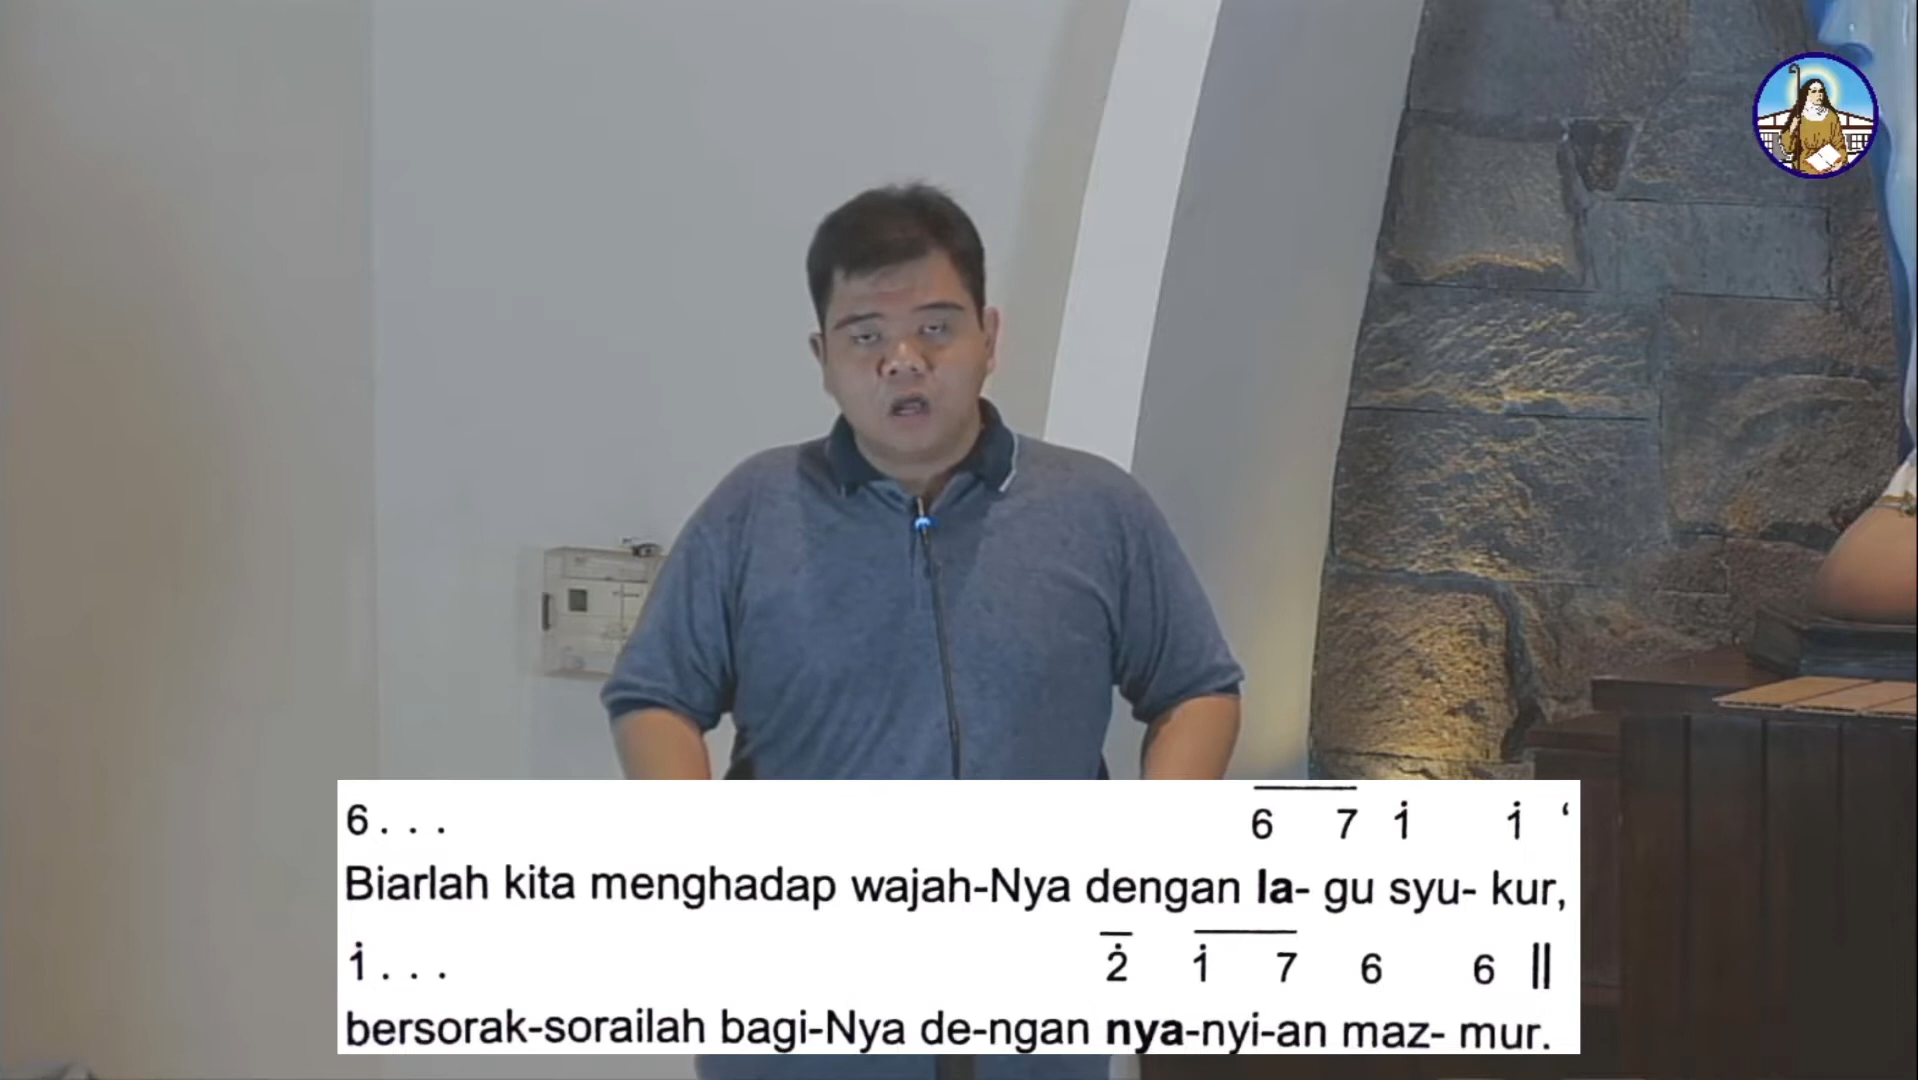 6 . . . 6 7 i i ‘
Biarlah kita menghadap wajah-Nya dengan la- gu syu- kur,
i . . . 2̇ i 7 6 6 ||
bersorak-sorailah bagi-Nya de-ngan nya-nyi-an maz- mur.